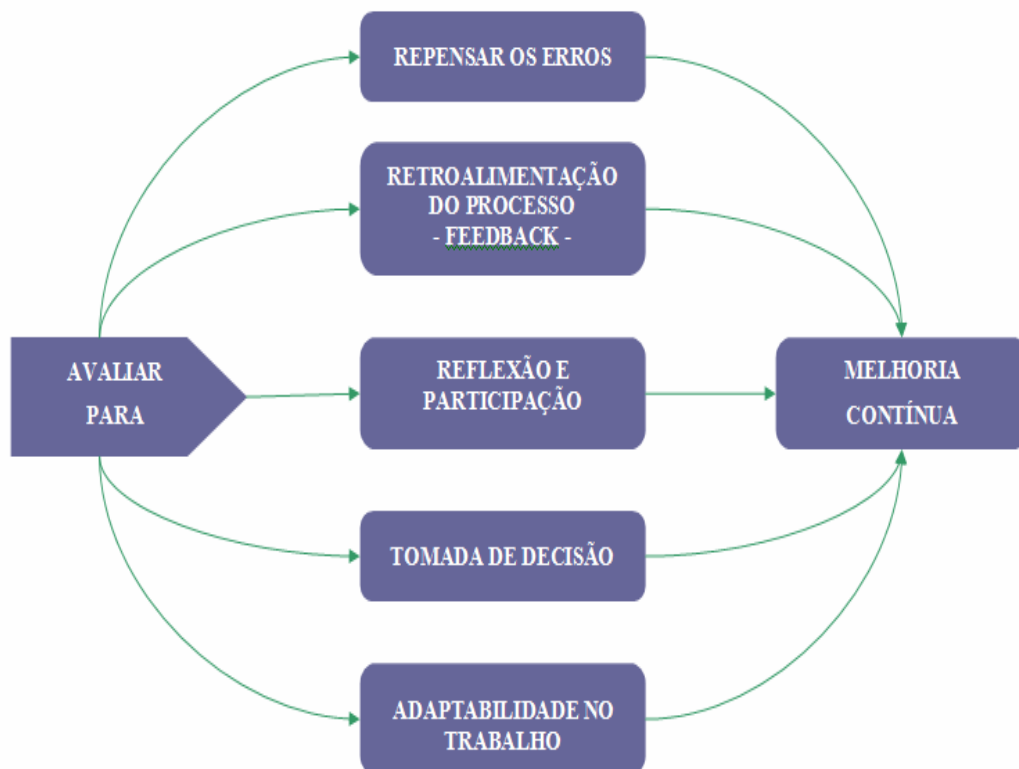 REPENSAR OS ERROS
RETROALIMENTAÇÃO
DO PROCESSO
- FEEDBACK -
AVALIAR
PARA
REFLEXÃO E
PARTICIPAÇÃO
MELHORIA
CONTÍNUA
TOMADA DE DECISÃO
ADAPTABILIDADE NO
TRABALHO